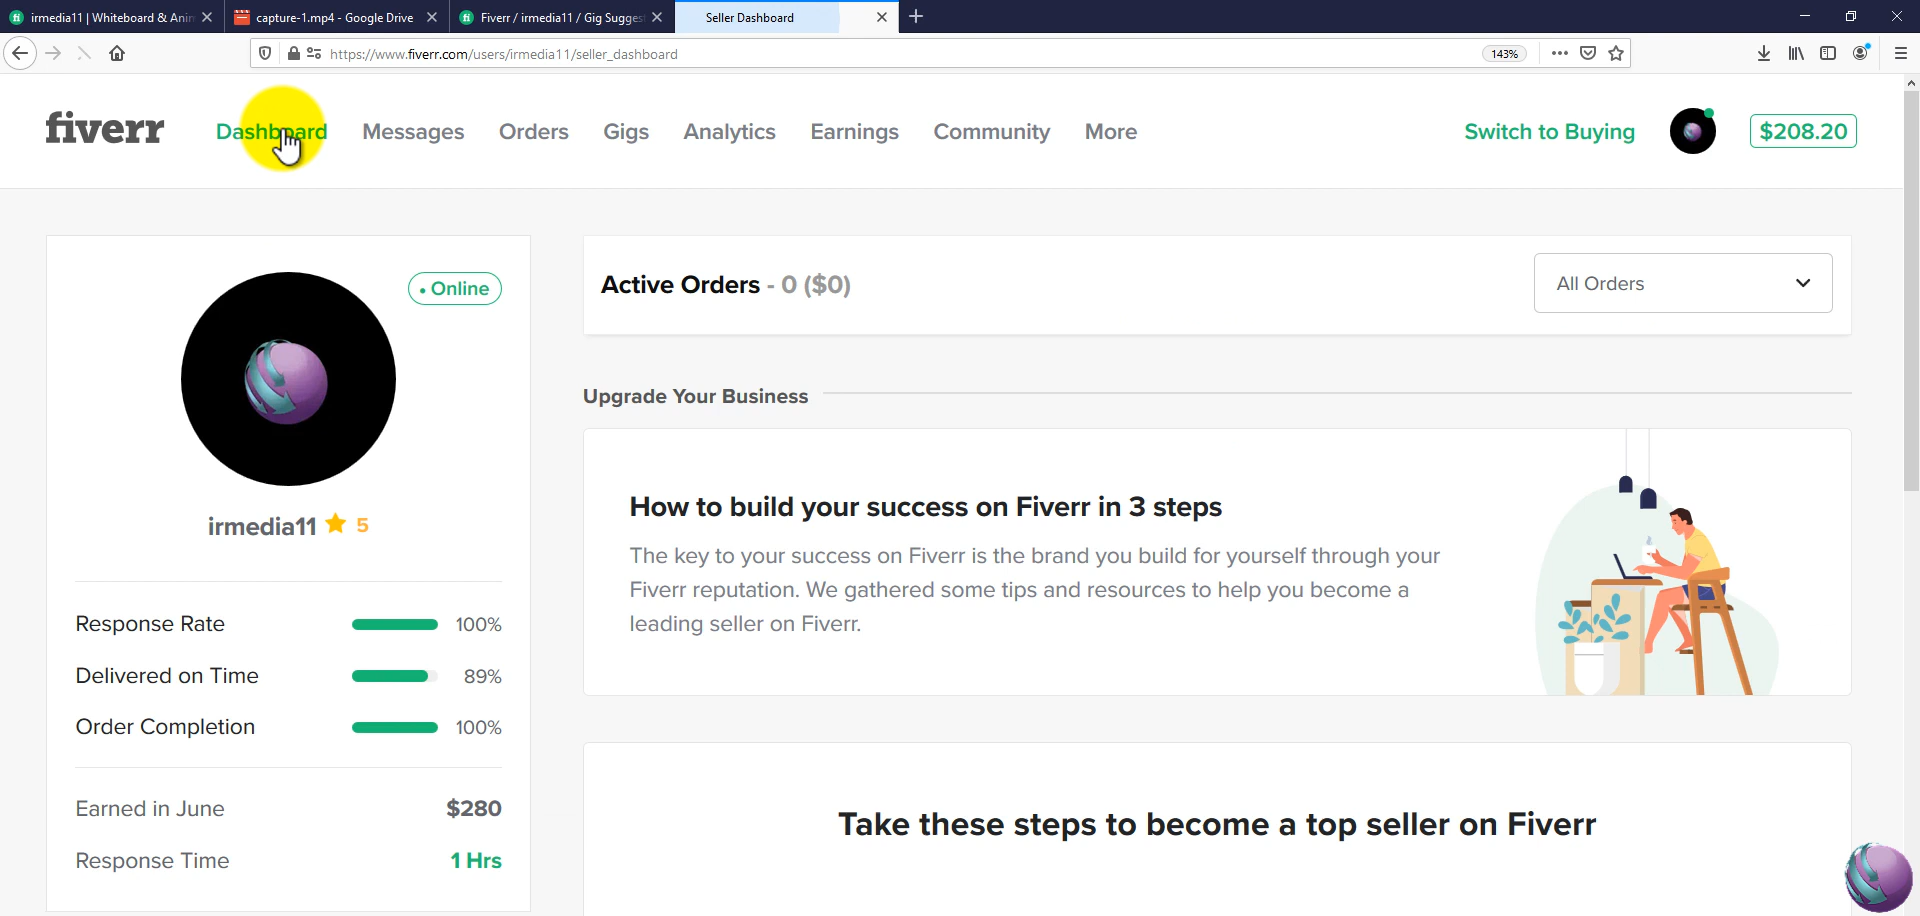 irmedia11 | Whiteboard & Anim
capture-1.mp4 - Google Drive
Fiverr / irmedia11 / Gig Sugges
Seller Dashboard
https://www.fiverr.com/users/irmedia11/seller_dashboard
143%
fiverr
Dashboard
Messages
Orders
Gigs
Analytics
Earnings
Community
More
Switch to Buying
$208.20
• Online
irmedia11 5
Response Rate 100%
Delivered on Time 89%
Order Completion 100%
Earned in June $280
Response Time 1 Hrs
Active Orders - 0 ($0)
All Orders
Upgrade Your Business
How to build your success on Fiverr in 3 steps
The key to your success on Fiverr is the brand you build for yourself through your
Fiverr reputation. We gathered some tips and resources to help you become a
leading seller on Fiverr.
Take these steps to become a top seller on Fiverr